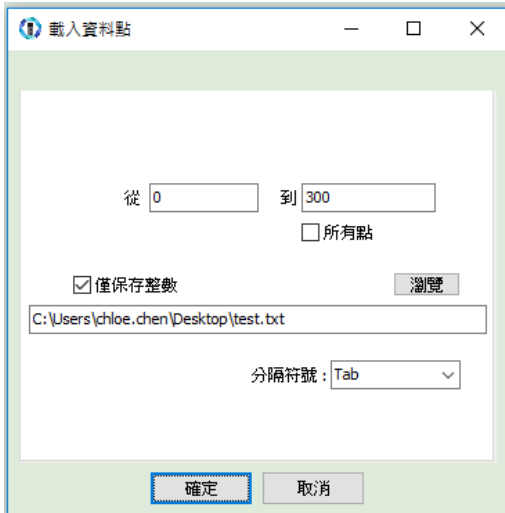 載入資料點
從 0 到 300
所有點
僅保存整數 瀏覽
C:\Users\chloe.chen\Desktop\test.txt
分隔符號 : Tab
確定 取消